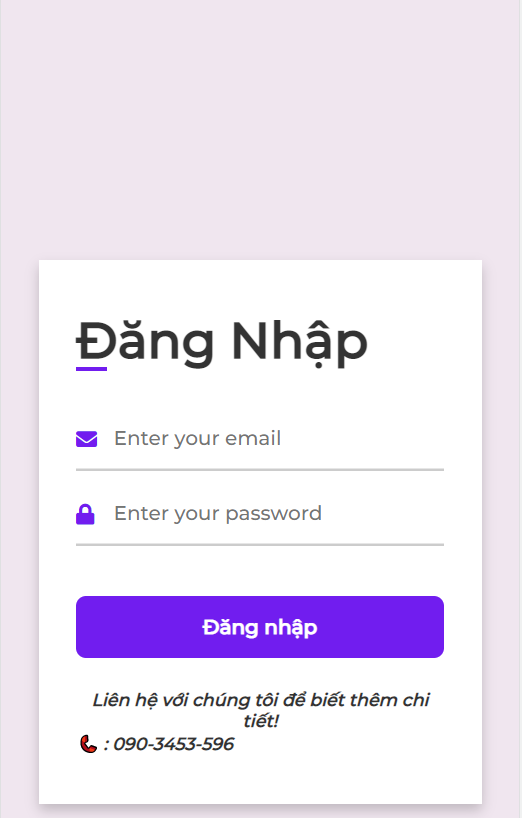 Đăng Nhập
Enter your email
Enter your password
Đăng nhập
Liên hệ với chúng tôi để biết thêm chi
tiết!
: 090-3453-596